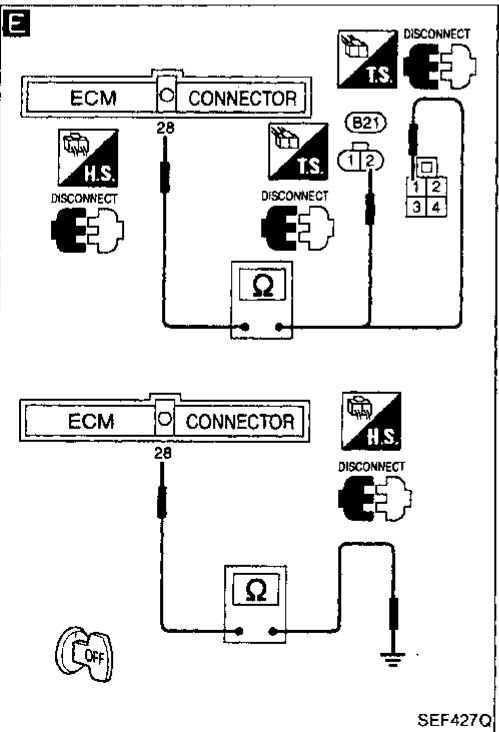 E
DISCONNECT
T.S.
ECM CONNECTOR
28
B21
H.S.
T.S.
1 2
1 2
3 4
DISCONNECT
DISCONNECT
Ω
ECM CONNECTOR
28
H.S.
DISCONNECT
Ω
OFF
SEF427Q